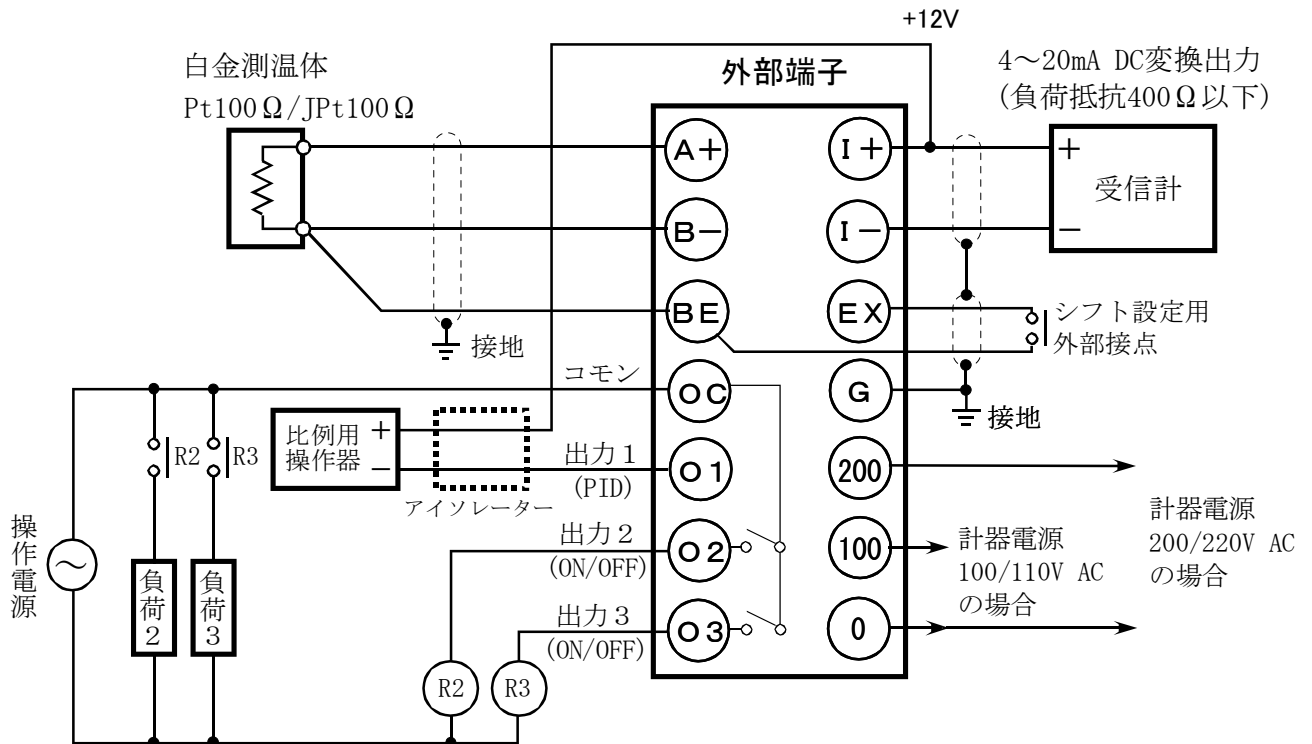 +12V
白金測温体
Pt100Ω/JPt100Ω
外部端子
4～20mA DC変換出力
(負荷抵抗400Ω以下)
A+
I+
+
受信計
B−
I−
−
BE
EX
シフト設定用
外部接点
接地
コモン
OC
G
接地
R2
R3
比例用
操作器
+
−
アイソレーター
出力1
(PID)
O1
200
計器電源
200/220V AC
の場合
操作電源
～
負荷2
負荷3
出力2
(ON/OFF)
O2
100
計器電源
100/110V AC
の場合
出力3
(ON/OFF)
O3
0
R2
R3